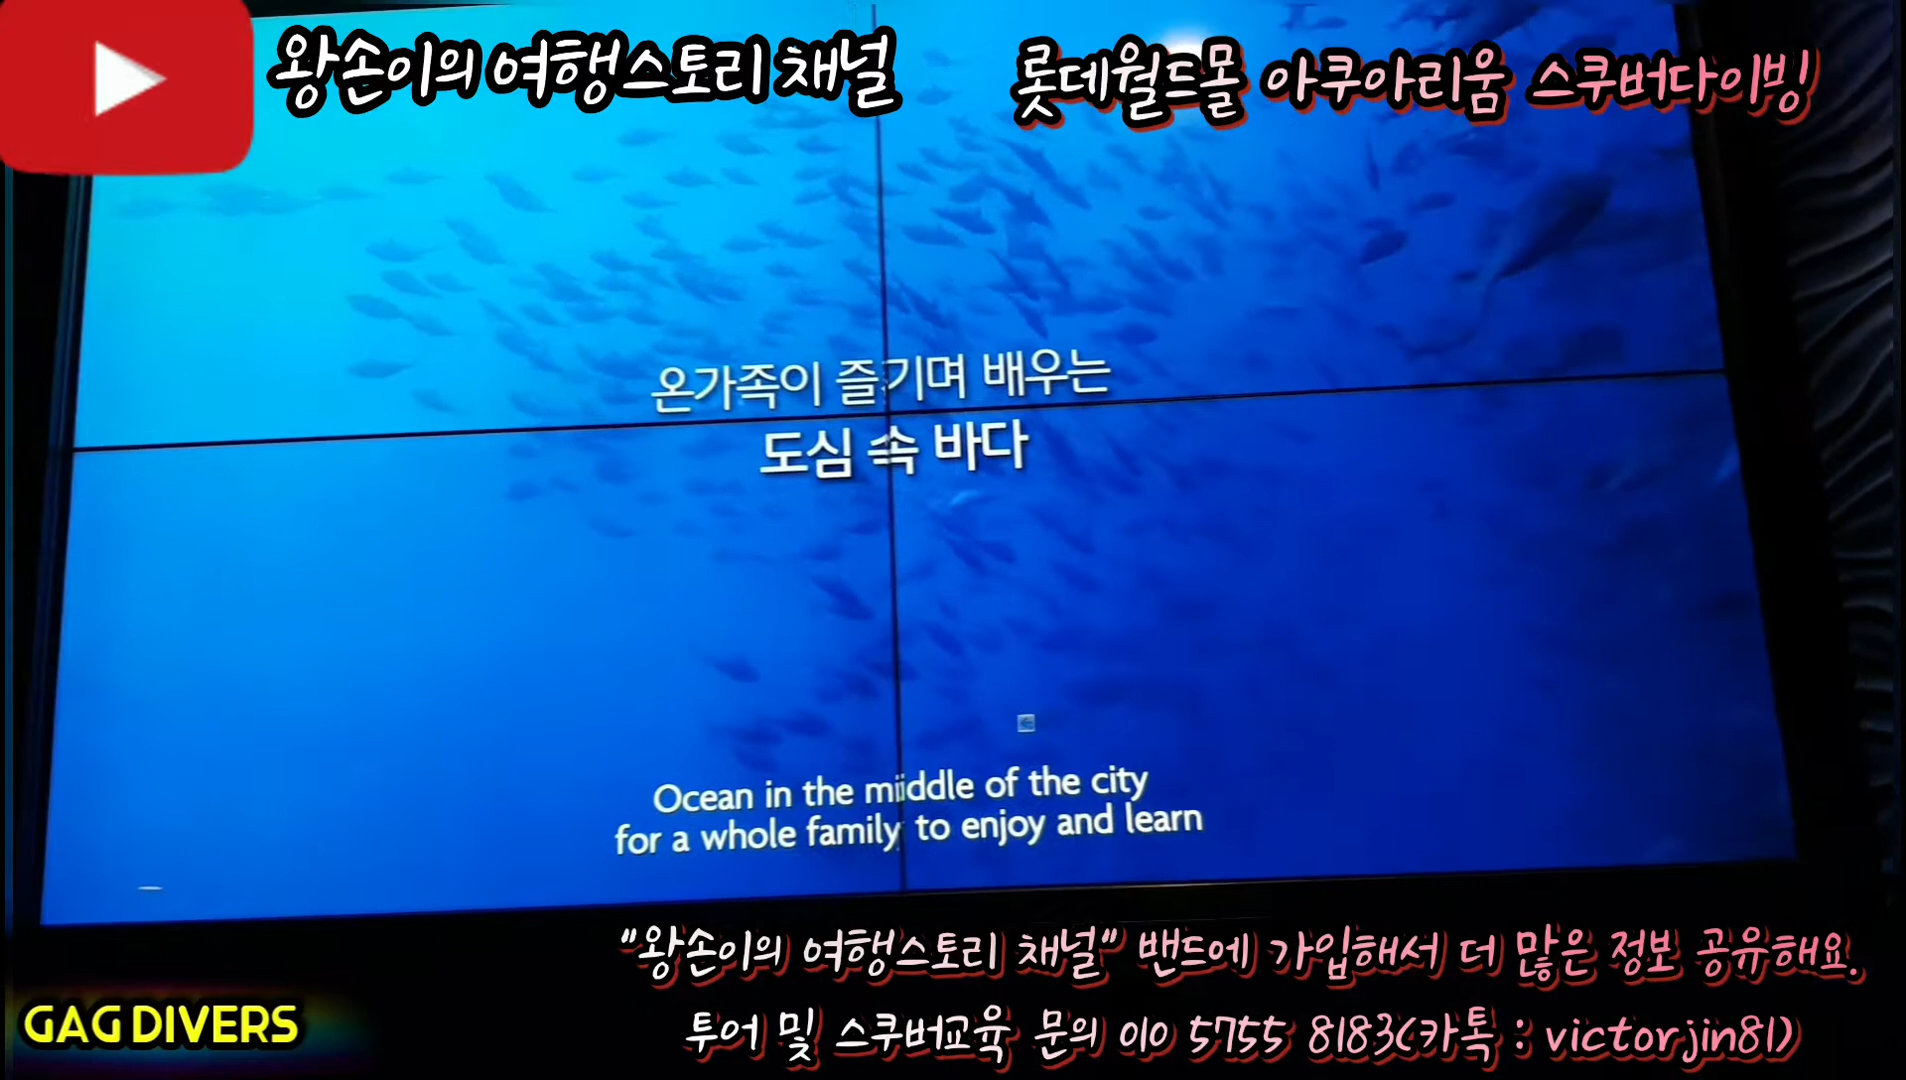 왕손이의 여행스토리 채널
롯데월드몰 아쿠아리움 스쿠버다이빙
온가족이 즐기며 배우는
도심 속 바다
Ocean in the middle of the city
for a whole family to enjoy and learn
"왕손이의 여행스토리 채널" 밴드에 가입해서 더 많은 정보 공유해요.
GAG DIVERS
투어 및 스쿠버교육 문의 010 5755 8183(카톡 : victorjin81)